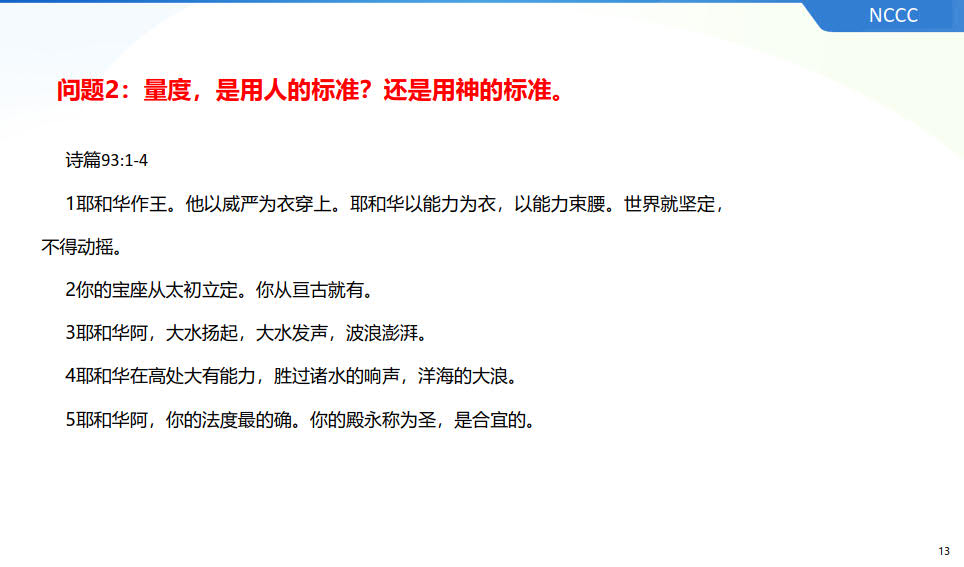 NCCC
问题2：量度，是用人的标准？还是用神的标准。
诗篇93:1-4
1耶和华作王。他以威严为衣穿上。耶和华以能力为衣，以能力束腰。世界就坚定，
不得动摇。
2你的宝座从太初立定。你从亘古就有。
3耶和华阿，大水扬起，大水发声，波浪澎湃。
4耶和华在高处大有能力，胜过诸水的响声，洋海的大浪。
5耶和华阿，你的法度最的确。你的殿永称为圣，是合宜的。
13